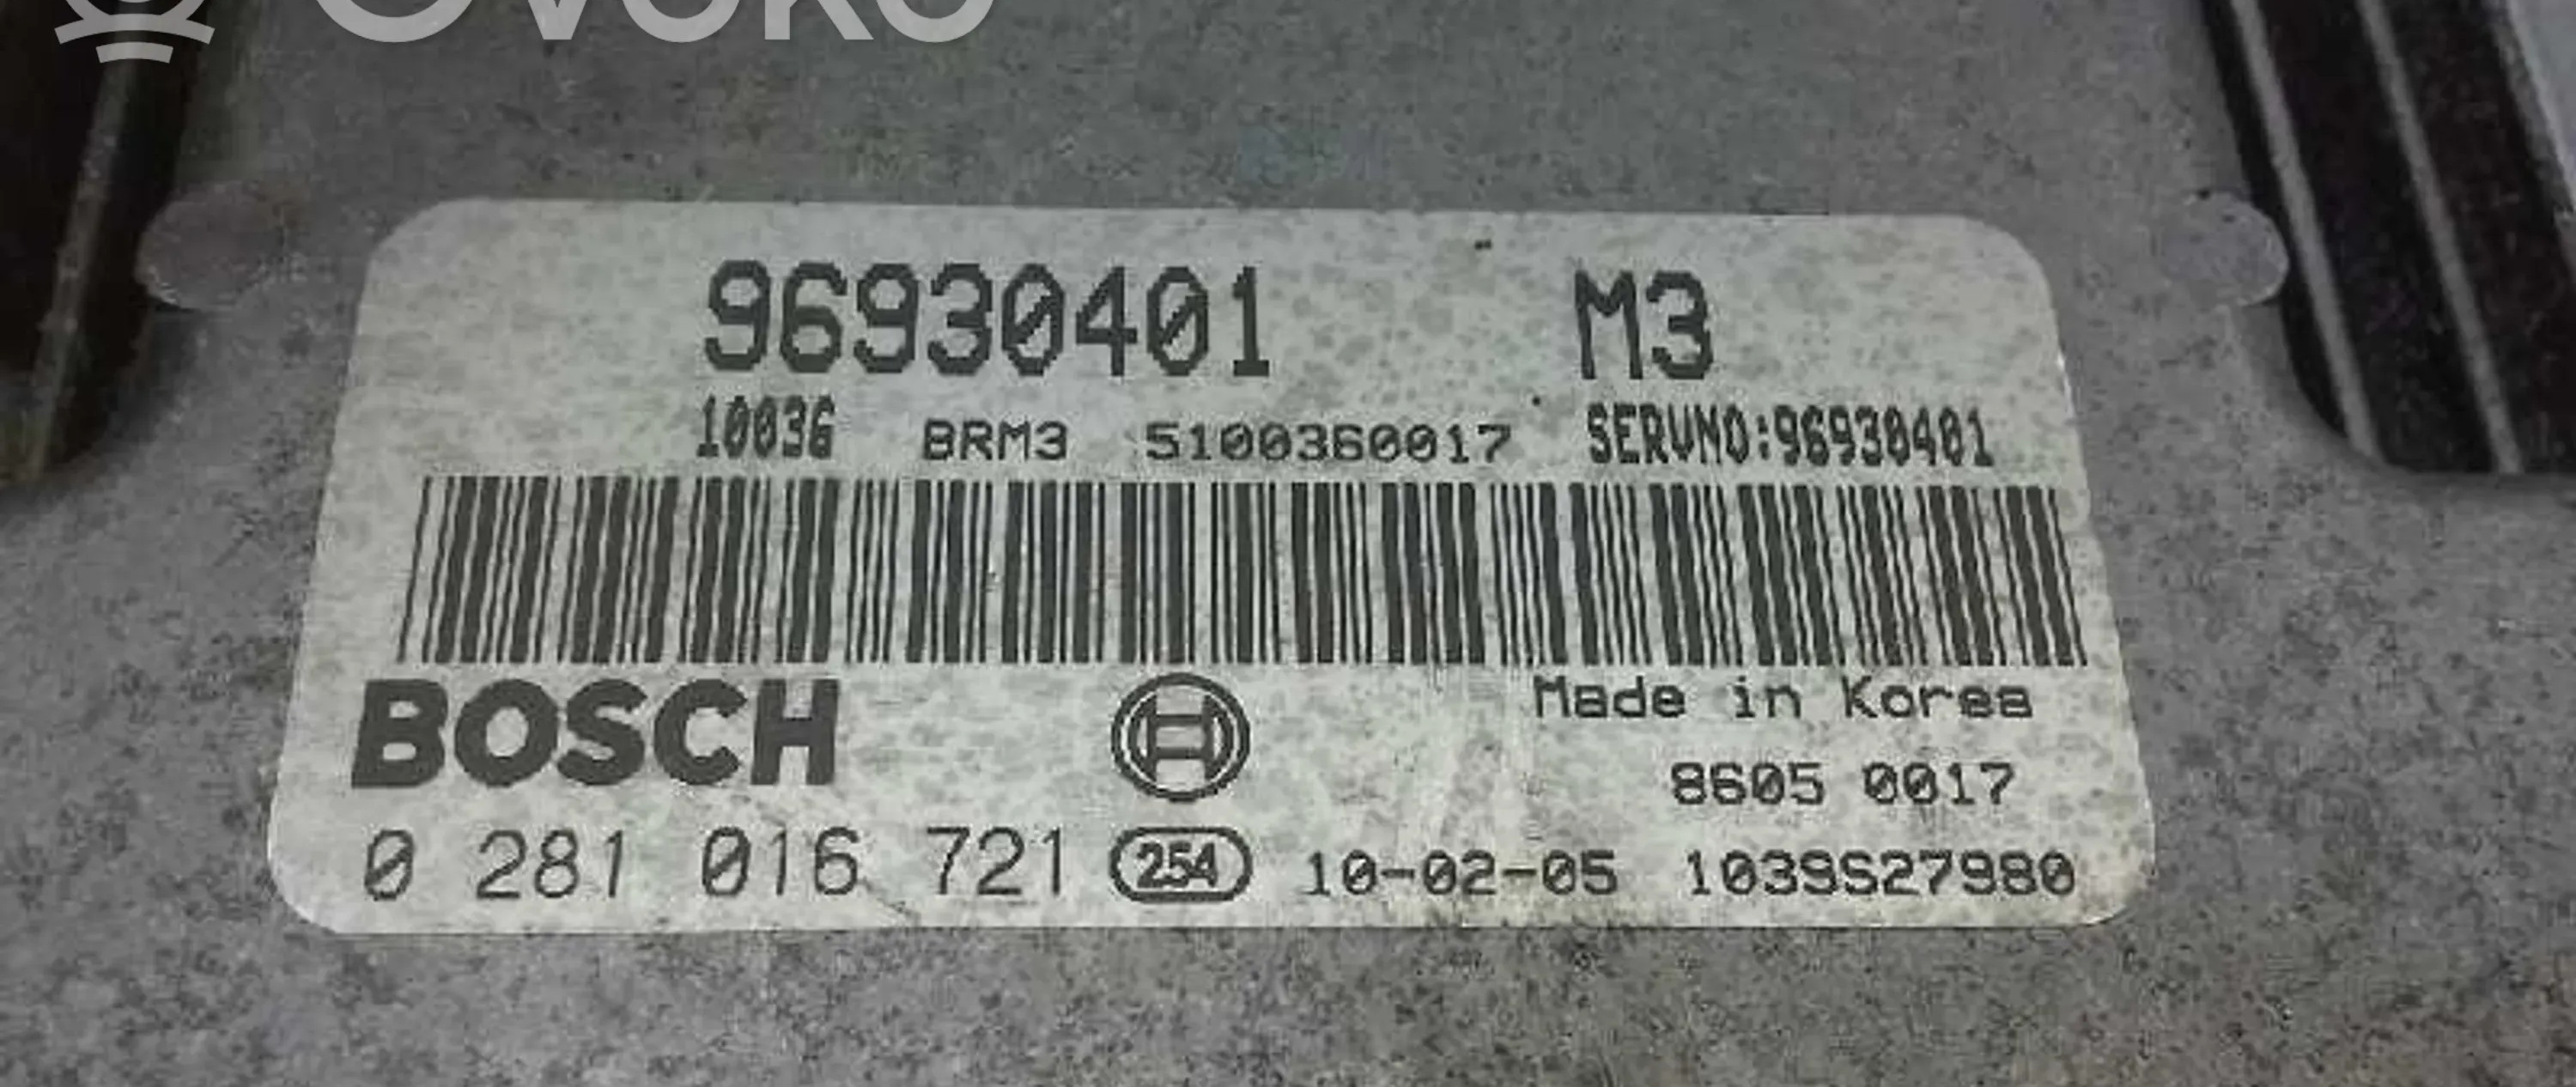 OVOKO
96930401 M3
10036 BRM3 5100360017 SERVNO:96930401
BOSCH
Made in Korea
8605 0017
0 281 016 721 254 10-02-05 1039S27980